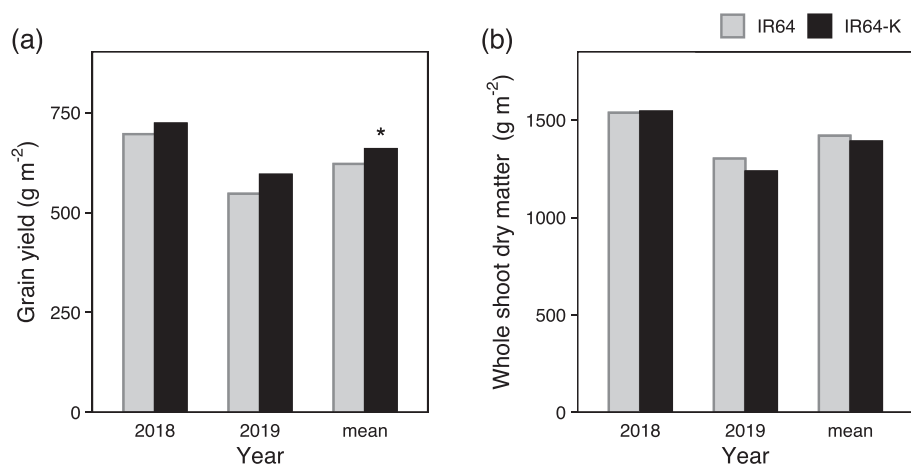 (a)
Grain yield (g m⁻²)
750
500
250
0
*
2018 2019 mean
Year
(b)
IR64 IR64-K
Whole shoot dry matter (g m⁻²)
1500
1000
500
0
2018 2019 mean
Year